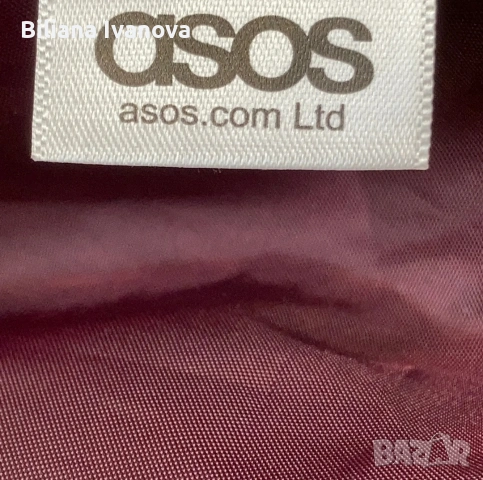 Biliana Ivanova
asos
asos.com Ltd
BAZAR